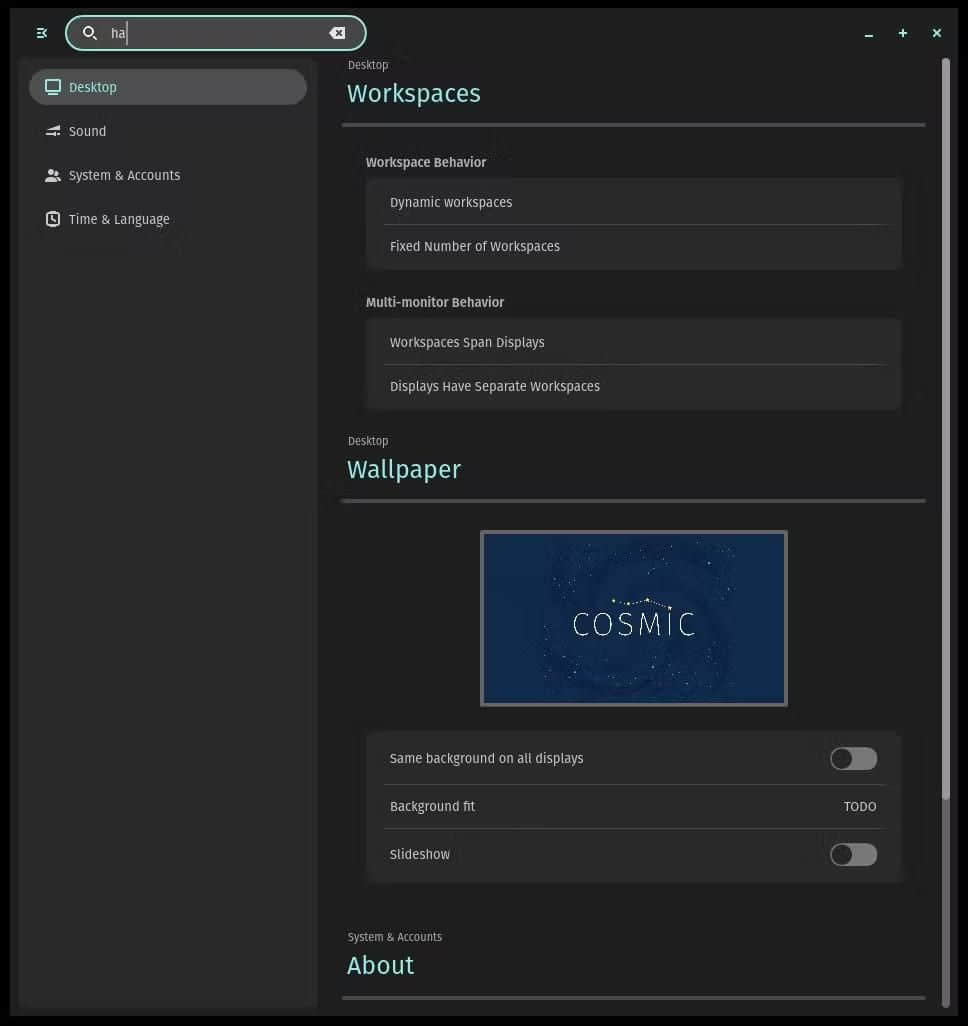 ha
Desktop
Sound
System & Accounts
Time & Language
Desktop
Workspaces
Workspace Behavior
Dynamic workspaces
Fixed Number of Workspaces
Multi-monitor Behavior
Workspaces Span Displays
Displays Have Separate Workspaces
Desktop
Wallpaper
COSMIC
Same background on all displays
Background fit TODO
Slideshow
System & Accounts
About